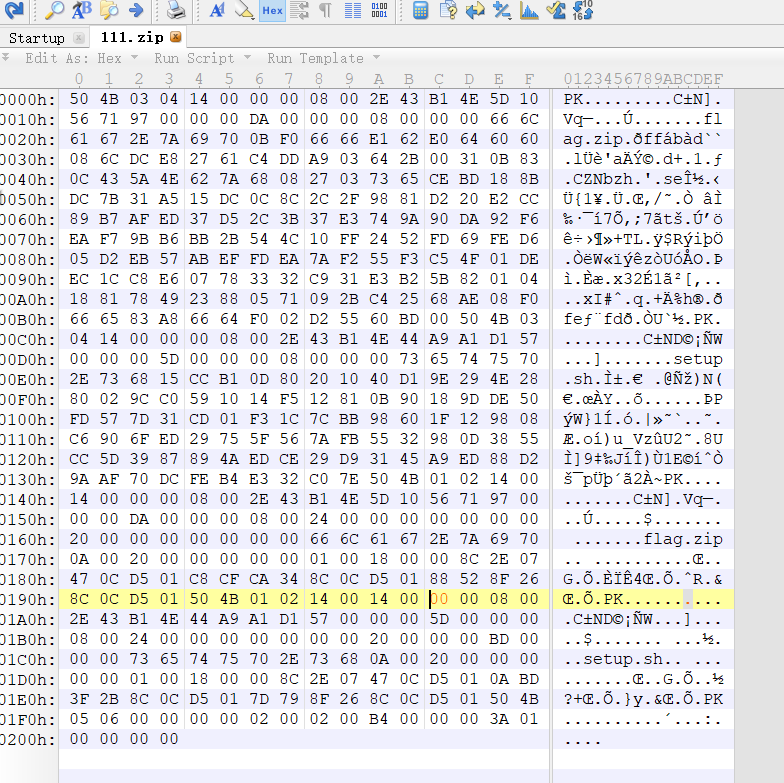 Startup 111.zip
Edit As: Hex Run Script Run Template
0 1 2 3 4 5 6 7 8 9 A B C D E F 0123456789ABCDEF
0000h: 50 4B 03 04 14 00 00 00 08 00 2E 43 B1 4E 5D 10 PK.........C±N].
0010h: 56 71 97 00 00 00 DA 00 00 00 08 00 00 00 66 6C Vq—...Ú.......fl
0020h: 61 67 2E 7A 69 70 0B F0 66 66 E1 62 E0 64 60 60 ag.zip.ðffábàd``
0030h: 08 6C DC E8 27 61 C4 DD A9 03 64 2B 00 31 0B 83 .lÜè'aÄÝ©.d+.1.ƒ
0040h: 0C 43 5A 4E 62 7A 68 08 27 03 73 65 CE BD 18 8B .CZNbzh.'.seÎ½.‹
0050h: DC 7B 31 A5 15 DC 0C 8C 2C 2F 98 81 D2 20 E2 CC Ü{1¥.Ü.Œ,/˜.Ò âÌ
0060h: 89 B7 AF ED 37 D5 2C 3B 37 E3 74 9A 90 DA 92 F6 ‰·¯í7Õ,;7ãtš.Ú’ö
0070h: EA F7 9B B6 BB 2B 54 4C 10 FF 24 52 FD 69 FE D6 ê÷›¶»+TL.ÿ$RýiþÖ
0080h: 05 D2 EB 57 AB EF FD EA 7A F2 55 F3 C5 4F 01 DE .ÒëW«ïýêzòUóÅO.Þ
0090h: EC 1C C8 E6 07 78 33 32 C9 31 E3 B2 5B 82 01 04 ì.Èæ.x32É1ã²[‚..
00A0h: 18 81 78 49 23 88 05 71 09 2B C4 25 68 AE 08 F0 ..xI#ˆ.q.+Ä%h®.ð
00B0h: 66 65 83 A8 66 64 F0 02 D2 55 60 BD 00 50 4B 03 feƒ¨fdð.ÒU`½.PK.
00C0h: 04 14 00 00 00 08 00 2E 43 B1 4E 44 A9 A1 D1 57 ........C±ND©¡ÑW
00D0h: 00 00 00 5D 00 00 00 08 00 00 00 73 65 74 75 70 ...].......setup
00E0h: 2E 73 68 15 CC B1 0D 80 20 10 40 D1 9E 29 4E 28 .sh.Ì±.€ .@Ñž)N(
00F0h: 80 02 9C C0 59 10 14 F5 12 81 0B 90 18 9D DE 50 €.œÀY..õ......ÞP
0100h: FD 57 7D 31 CD 01 F3 1C 7C BB 98 60 1F 12 98 08 ýW}1Í.ó.|»˜`..˜.
0110h: C6 90 6F ED 29 75 5F 56 7A FB 55 32 98 0D 38 55 Æ.oí)u_VzûU2˜.8U
0120h: CC 5D 39 87 89 4A ED CE 29 D9 31 45 A9 ED 88 D2 Ì]9‡‰JíÎ)Ù1E©íˆÒ
0130h: 9A AF 70 DC FE B4 E3 32 C0 7E 50 4B 01 02 14 00 š¯pÜþ´ã2À~PK....
0140h: 14 00 00 00 08 00 2E 43 B1 4E 5D 10 56 71 97 00 .......C±N].Vq—.
0150h: 00 00 DA 00 00 00 08 00 24 00 00 00 00 00 00 00 ..Ú.....$.......
0160h: 20 00 00 00 00 00 00 00 66 6C 61 67 2E 7A 69 70  .......flag.zip
0170h: 0A 00 20 00 00 00 00 00 01 00 18 00 00 8C 2E 07 .. ..........Œ..
0180h: 47 0C D5 01 C8 CF CA 34 8C 0C D5 01 88 52 8F 26 G.Õ.ÈÏÊ4Œ.Õ.ˆR.&
0190h: 8C 0C D5 01 50 4B 01 02 14 00 14 00 00 00 08 00 Œ.Õ.PK..........
01A0h: 2E 43 B1 4E 44 A9 A1 D1 57 00 00 00 5D 00 00 00 .C±ND©¡ÑW...]...
01B0h: 08 00 24 00 00 00 00 00 00 00 20 00 00 00 BD 00 ..$....... ...½.
01C0h: 00 00 73 65 74 75 70 2E 73 68 0A 00 20 00 00 00 ..setup.sh.. ...
01D0h: 00 00 01 00 18 00 00 8C 2E 07 47 0C D5 01 0A BD .......Œ..G.Õ..½
01E0h: 3F 2B 8C 0C D5 01 7D 79 8F 26 8C 0C D5 01 50 4B ?+Œ.Õ.}y.&Œ.Õ.PK
01F0h: 05 06 00 00 00 00 02 00 02 00 B4 00 00 00 3A 01 ..........´...:.
0200h: 00 00 00 00 ....